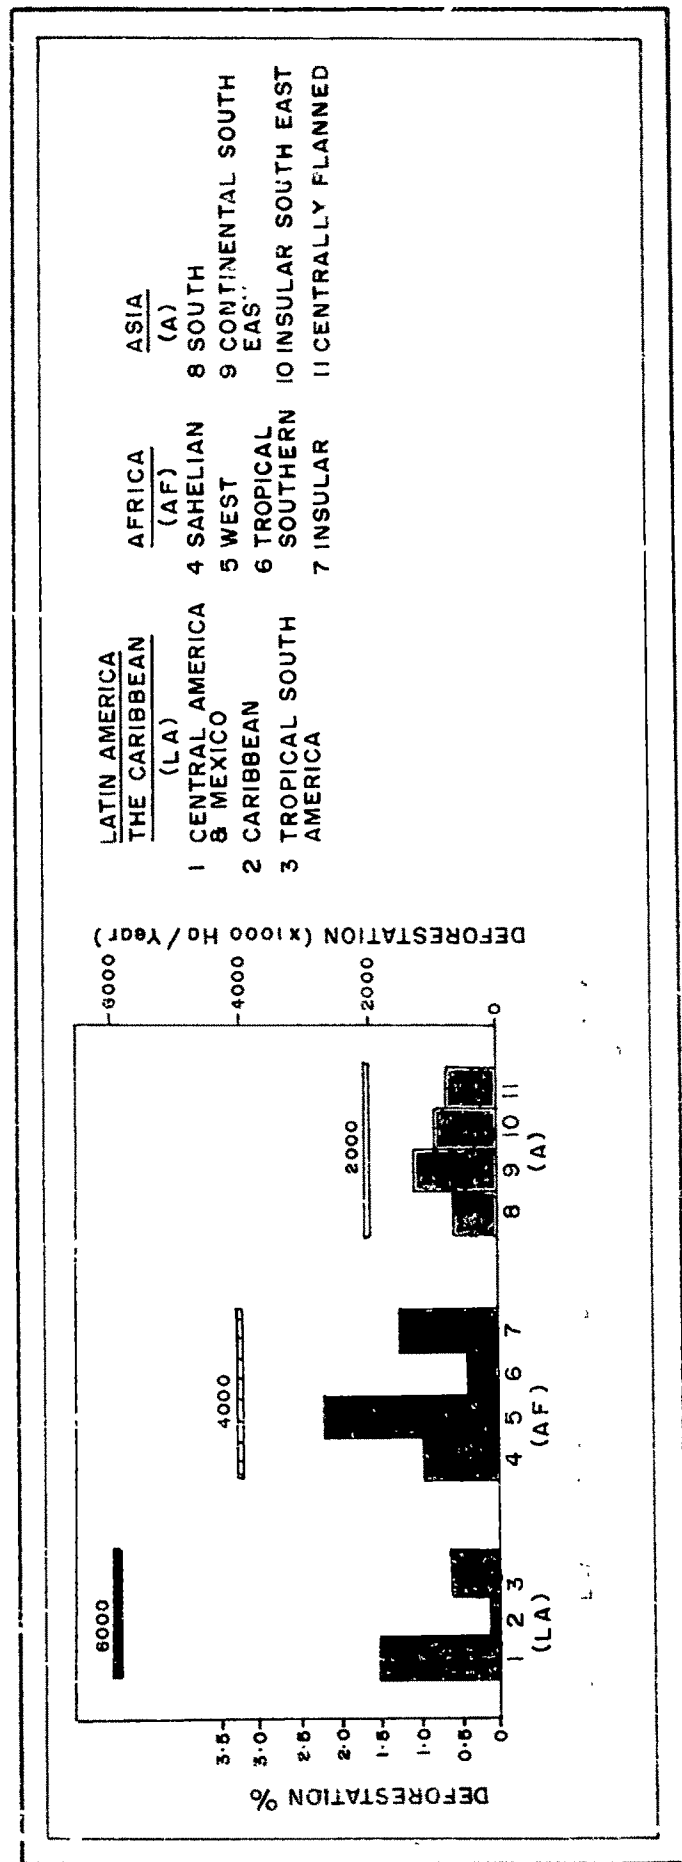 DEFORESTATION %
3.5
3.0
2.5
2.0
1.5
1.0
0.5
0
6000
4000
2000
1 2 3
(LA)
4 5 6 7
(AF)
8 9 10 11
(A)
6000
4000
2000
0
DEFORESTATION (x1000 Ha/Year)
LATIN AMERICA
THE CARIBBEAN
(LA)
1 CENTRAL AMERICA
& MEXICO
2 CARIBBEAN
3 TROPICAL SOUTH
AMERICA
AFRICA
(AF)
4 SAHELIAN
5 WEST
6 TROPICAL
SOUTHERN
7 INSULAR
ASIA
(A)
8 SOUTH
9 CONTINENTAL SOUTH
EAST
10 INSULAR SOUTH EAST
11 CENTRALLY PLANNED